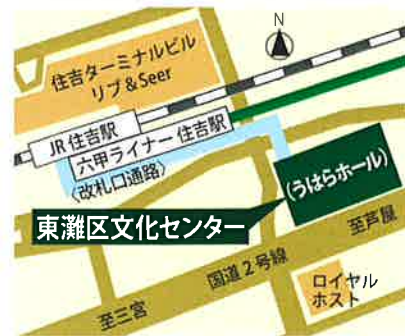 N
住吉ターミナルビル
リブ&Seer
JR住吉駅
六甲ライナー住吉駅
〈改札口通路〉
(うはらホール)
東灘区文化センター
至芦屋
国道2号線
至三宮
ロイヤル
ホスト